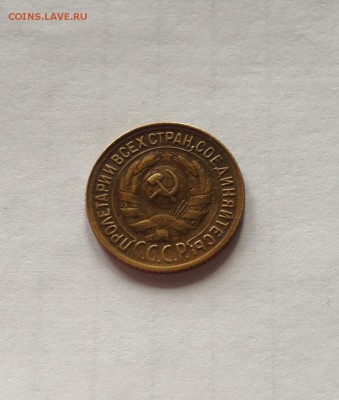 COINS.LAVE.RU
ПРОЛЕТАРИИ ВСЕХ СТРАН, СОЕДИНЯЙТЕСЬ!
С.С.С.Р.